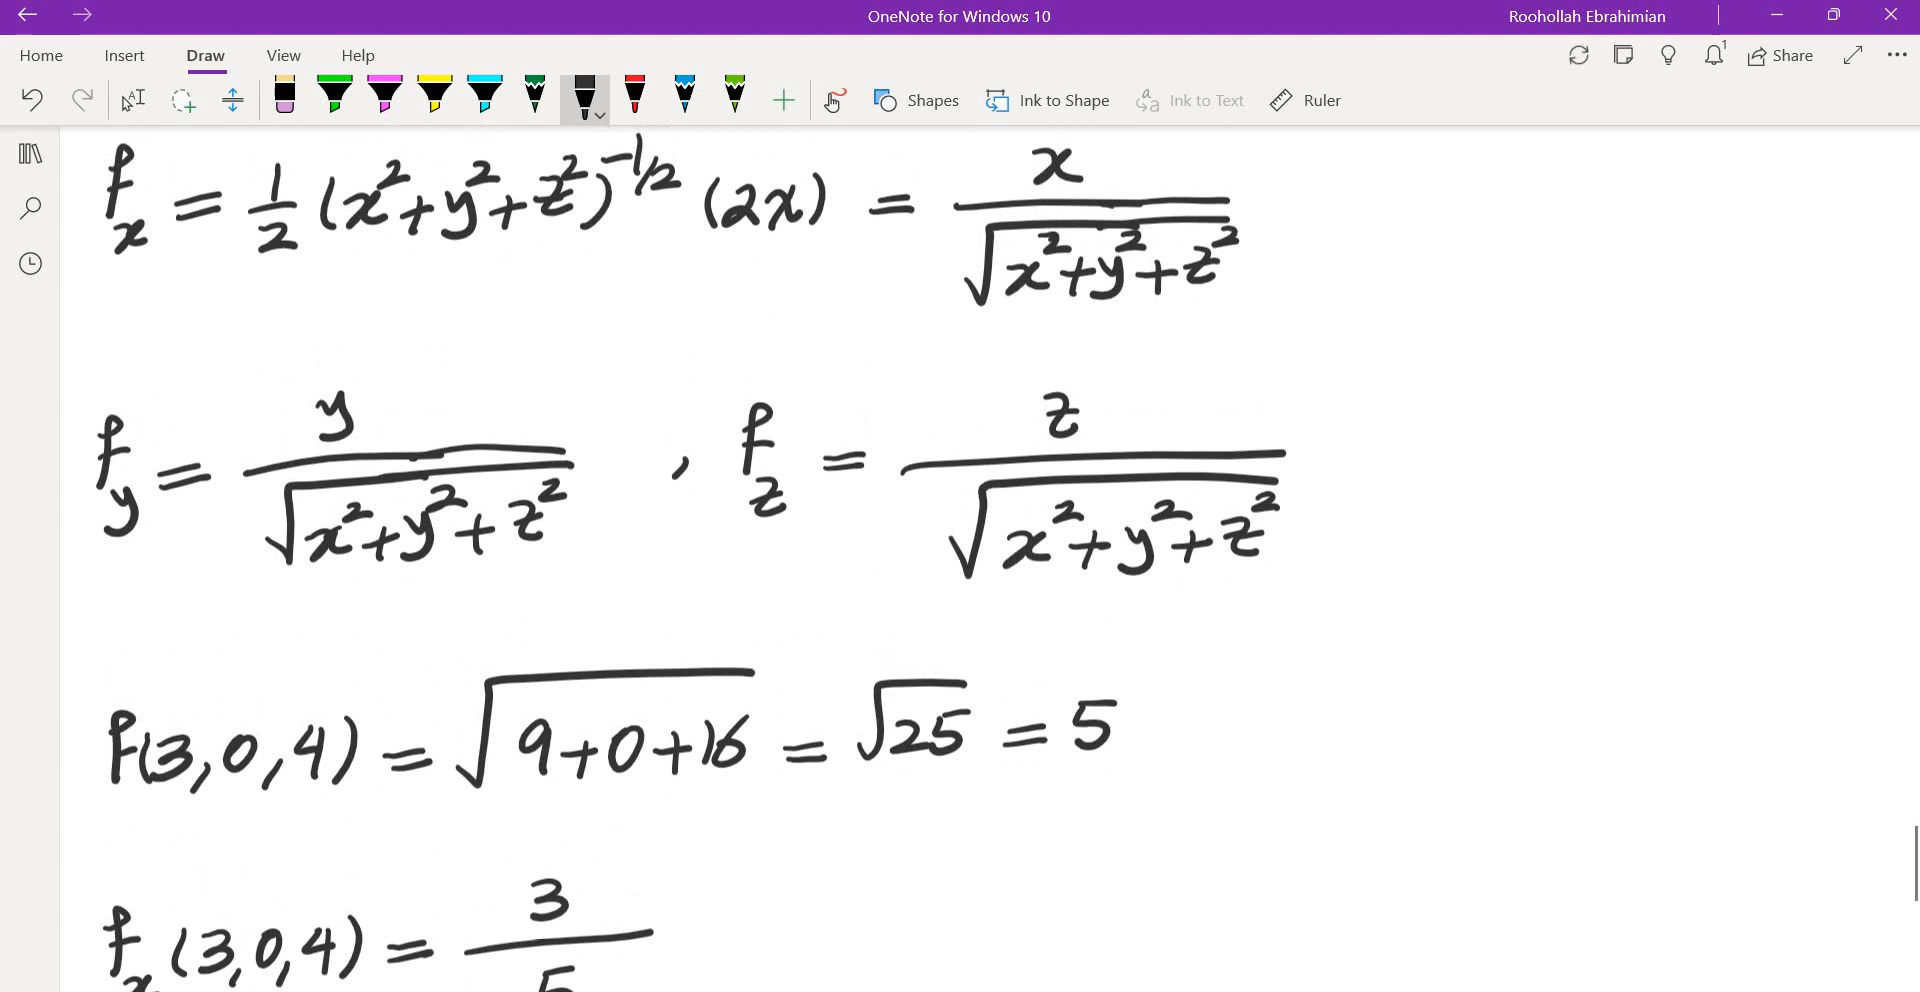 OneNote for Windows 10 Roohollah Ebrahimian
Home Insert Draw View Help 1 Share
Shapes Ink to Shape Ink to Text Ruler
f_x = 1/2 (x²+y²+z²)^(-1/2) (2x) = x/√(x²+y²+z²)
f_y = y/√(x²+y²+z²) , f_z = z/√(x²+y²+z²)
f(3,0,4) = √(9+0+16) = √25 = 5
f_x (3,0,4) = 3/5